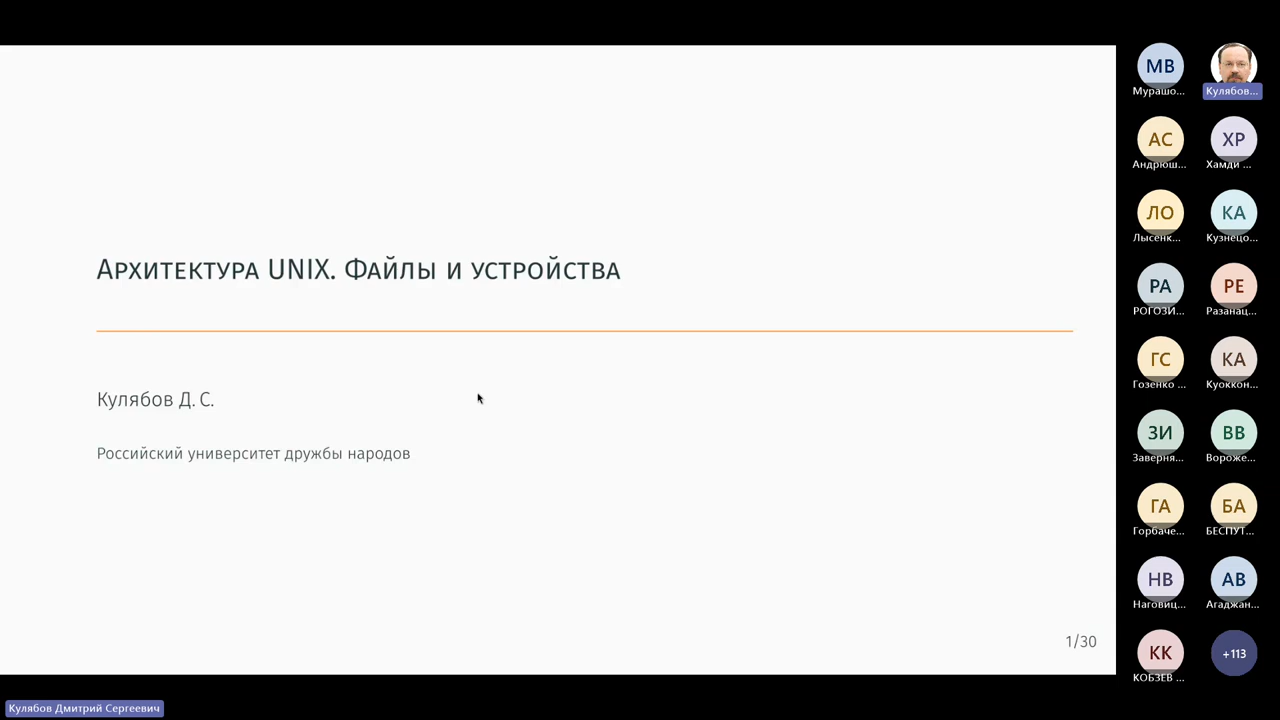 Архитектура UNIX. Файлы и устройства
Кулябов Д. С.
Российский университет дружбы народов
1/30
Кулябов Дмитрий Сергеевич
МВ
Мурашо...
Кулябов...
АС
Андрюш...
ХР
Хамди ...
ЛО
Лысенк...
КА
Кузнецо...
РА
РОГОЗИ...
РЕ
Разанац...
ГС
Гозенко ...
КА
Куоккон...
ЗИ
Заверня...
ВВ
Вороже...
ГА
Горбаче...
БА
БЕСПУТ...
НВ
Наговиц...
АВ
Агаджан...
КК
КОБЗЕВ ...
+113